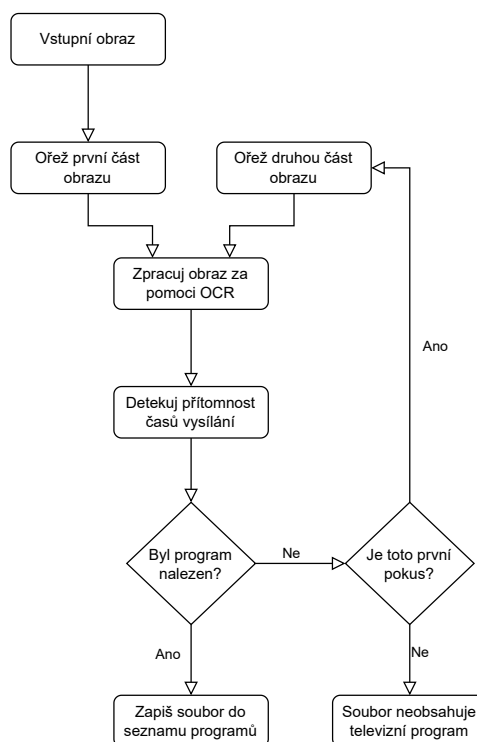 Vstupní obraz
Ořež první část
obrazu
Ořež druhou část
obrazu
Zpracuj obraz za
pomoci OCR
Ano
Detekuj přítomnost
časů vysílání
Byl program
nalezen?
Ne
Je toto první
pokus?
Ano
Ne
Zapiš soubor do
seznamu programů
Soubor neobsahuje
televizní program